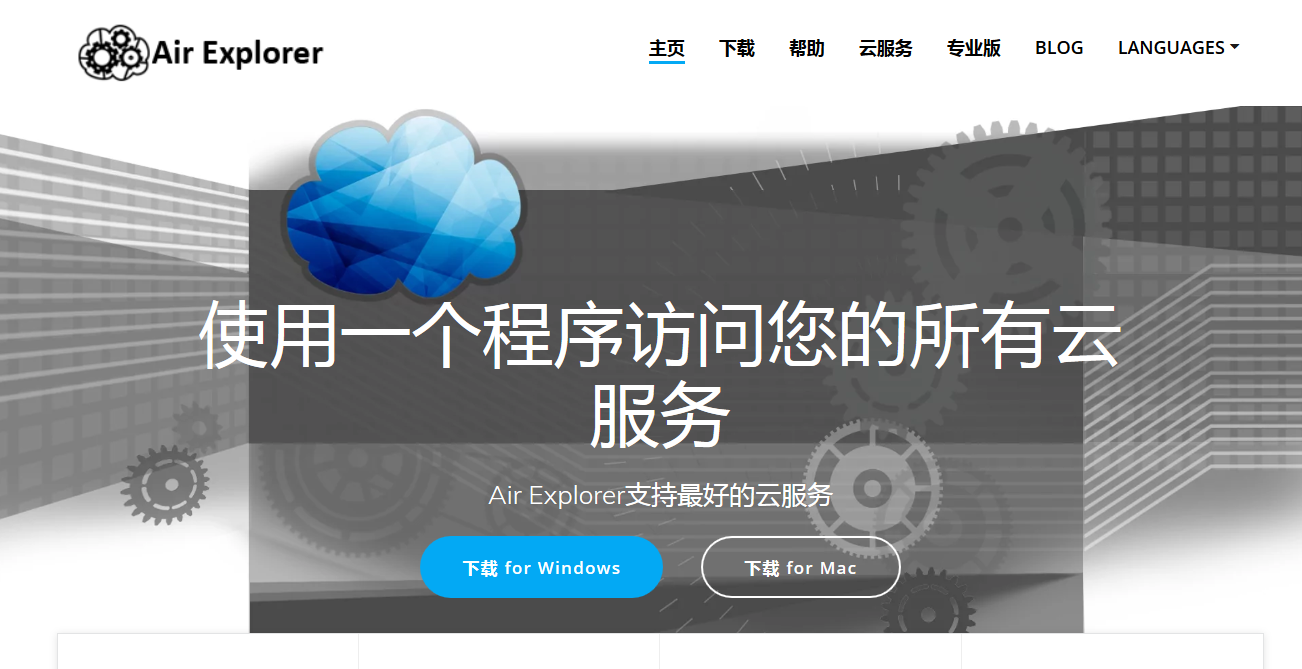 Air Explorer
主页 下载 帮助 云服务 专业版 BLOG LANGUAGES
使用一个程序访问您的所有云
服务
Air Explorer支持最好的云服务
下载 for Windows 下载 for Mac